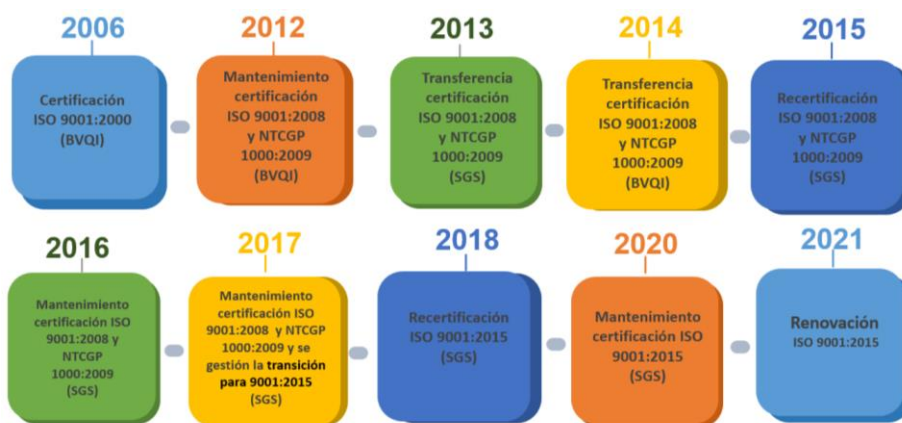 2006
Certificación
ISO 9001:2000
(BVQI)
2012
Mantenimiento
certificación
ISO 9001:2008
y NTCGP
1000:2009
(BVQI)
2013
Transferencia
certificación
ISO 9001:2008
y NTCGP
1000:2009
(SGS)
2014
Transferencia
certificación
ISO 9001:2008
y NTCGP
1000:2009
(BVQI)
2015
Recertificación
ISO 9001:2008
y NTCGP
1000:2009
(SGS)
2016
Mantenimiento
certificación ISO
9001:2008 y
NTCGP
1000:2009
(SGS)
2017
Mantenimiento
certificación ISO
9001:2008 y NTCGP
1000:2009 y se
gestión la transición
para 9001:2015
(SGS)
2018
Recertificación
ISO 9001:2015
(SGS)
2020
Mantenimiento
certificación ISO
9001:2015
(SGS)
2021
Renovación
ISO 9001:2015